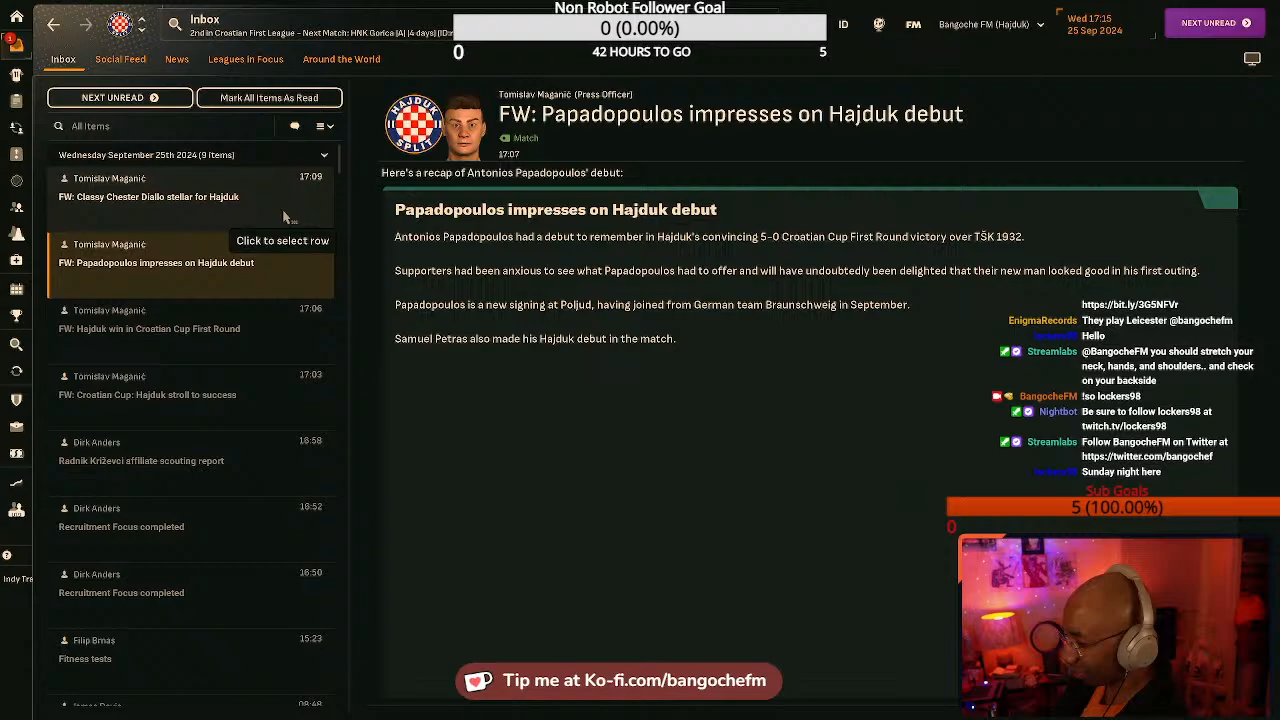 Non Robot Follower Goal
0 (0.00%)
0
42 HOURS TO GO
5
Inbox
2nd in Croatian First League - Next Match: HNK Gorica |A| |4 days| (ID:
ID
FM
Bangoche FM (Hajduk)
Wed 17:15
25 Sep 2024
NEXT UNREAD
1
Inbox
Social Feed
News
Leagues in Focus
Around the World
NEXT UNREAD
Mark All Items As Read
All Items
Wednesday September 25th 2024 (9 items)
Tomislav Maganić
17:09
FW: Classy Chester Diallo stellar for Hajduk
Click to select row
Tomislav Maganić
FW: Papadopoulos impresses on Hajduk debut
Tomislav Maganić
17:06
FW: Hajduk win in Croatian Cup First Round
Tomislav Maganić
17:03
FW: Croatian Cup: Hajduk stroll to success
Dirk Anders
16:58
Radnik Križevci affiliate scouting report
Dirk Anders
16:52
Recruitment Focus completed
Dirk Anders
16:50
Recruitment Focus completed
Filip Brnas
15:23
Fitness tests
08:48
Indy Tra
HAJDUK
SPLIT
Tomislav Maganić (Press Officer)
FW: Papadopoulos impresses on Hajduk debut
Match
17:07
Here's a recap of Antonios Papadopoulos' debut:
Papadopoulos impresses on Hajduk debut
Antonios Papadopoulos had a debut to remember in Hajduk's convincing 5-0 Croatian Cup First Round victory over TŠK 1932.
Supporters had been anxious to see what Papadopoulos had to offer and will have undoubtedly been delighted that their new man looked good in his first outing.
Papadopoulos is a new signing at Poljud, having joined from German team Braunschweig in September.
Samuel Petras also made his Hajduk debut in the match.
https://bit.ly/3G5NFVr
EnigmaRecords They play Leicester @bangochefm
lockers98 Hello
Streamlabs @BangocheFM you should stretch your
neck, hands, and shoulders.. and check
on your backside
BangocheFM !so lockers98
Nightbot Be sure to follow lockers98 at
twitch.tv/lockers98
Streamlabs Follow BangocheFM on Twitter at
https://twitter.com/bangochef
lockers98 Sunday night here
Sub Goals
5 (100.00%)
0
Tip me at Ko-fi.com/bangochefm